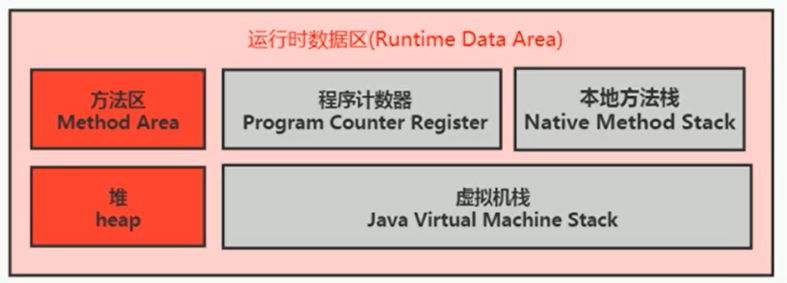 运行时数据区(Runtime Data Area)
方法区
Method Area
程序计数器
Program Counter Register
本地方法栈
Native Method Stack
堆
heap
虚拟机栈
Java Virtual Machine Stack